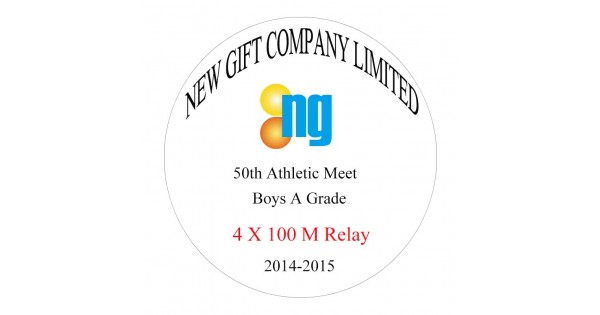 NEW GIFT COMPANY LIMITED
ng
50th Athletic Meet
Boys A Grade
4 X 100 M Relay
2014-2015